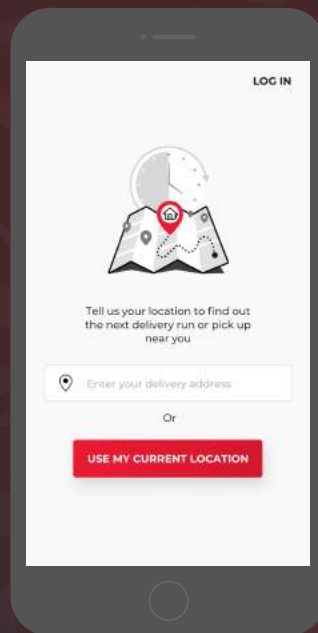 LOG IN
Tell us your location to find out
the next delivery run or pick up
near you
Enter your delivery address
Or
USE MY CURRENT LOCATION